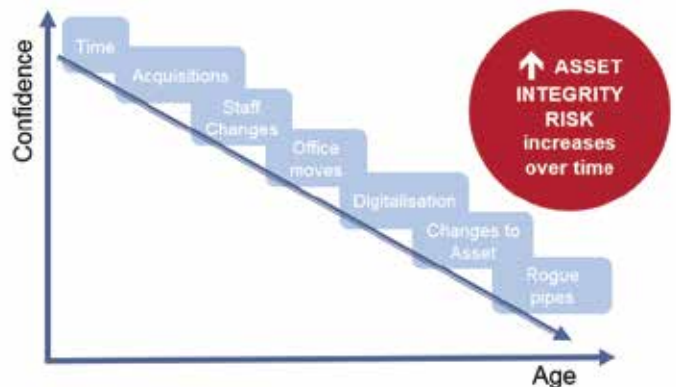 Confidence
Time
Acquisitions
Staff
Changes
Office
moves
Digitalisation
Changes to
Asset
Rogue
pipes
Age
ASSET
INTEGRITY
RISK
increases
over time